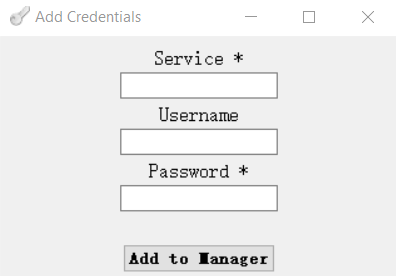 Add Credentials
Service *
Username
Password *
Add to Manager